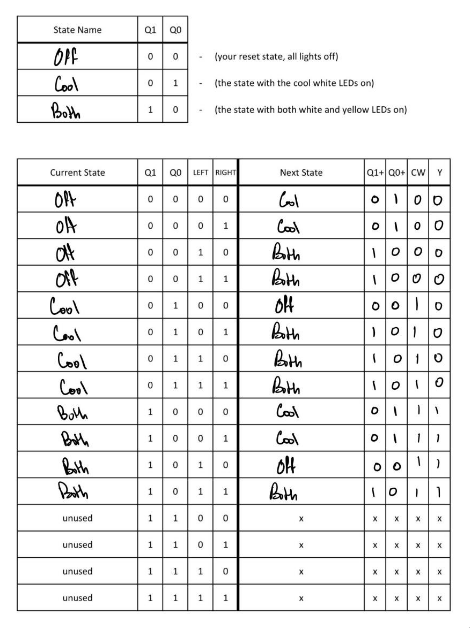 State Name Q1 Q0
Off 0 0 - (your reset state, all lights off)
Cool 0 1 - (the state with the cool white LEDs on)
Both 1 0 - (the state with both white and yellow LEDs on)
Current State Q1 Q0 LEFT RIGHT Next State Q1+ Q0+ CW Y
Off 0 0 0 0 Cool 0 1 0 0
Off 0 0 0 1 Cool 0 1 0 0
Off 0 0 1 0 Both 1 0 0 0
Off 0 0 1 1 Both 1 0 0 0
Cool 0 1 0 0 Off 0 0 1 0
Cool 0 1 0 1 Both 1 0 1 0
Cool 0 1 1 0 Both 1 0 1 0
Cool 0 1 1 1 Both 1 0 1 0
Both 1 0 0 0 Cool 0 1 1 1
Both 1 0 0 1 Cool 0 1 1 1
Both 1 0 1 0 Off 0 0 1 1
Both 1 0 1 1 Both 1 0 1 1
unused 1 1 0 0 x x x x x
unused 1 1 0 1 x x x x x
unused 1 1 1 0 x x x x x
unused 1 1 1 1 x x x x x